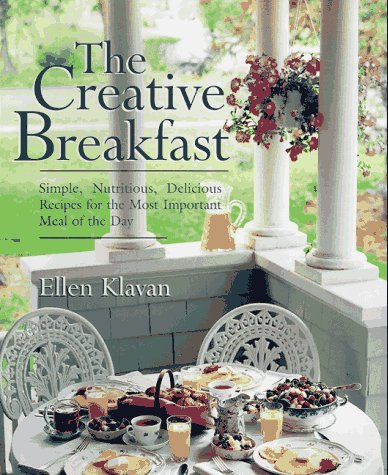 The
Creative
Breakfast
Simple, Nutritious, Delicious
Recipes for the Most Important
Meal of the Day
Ellen Klavan